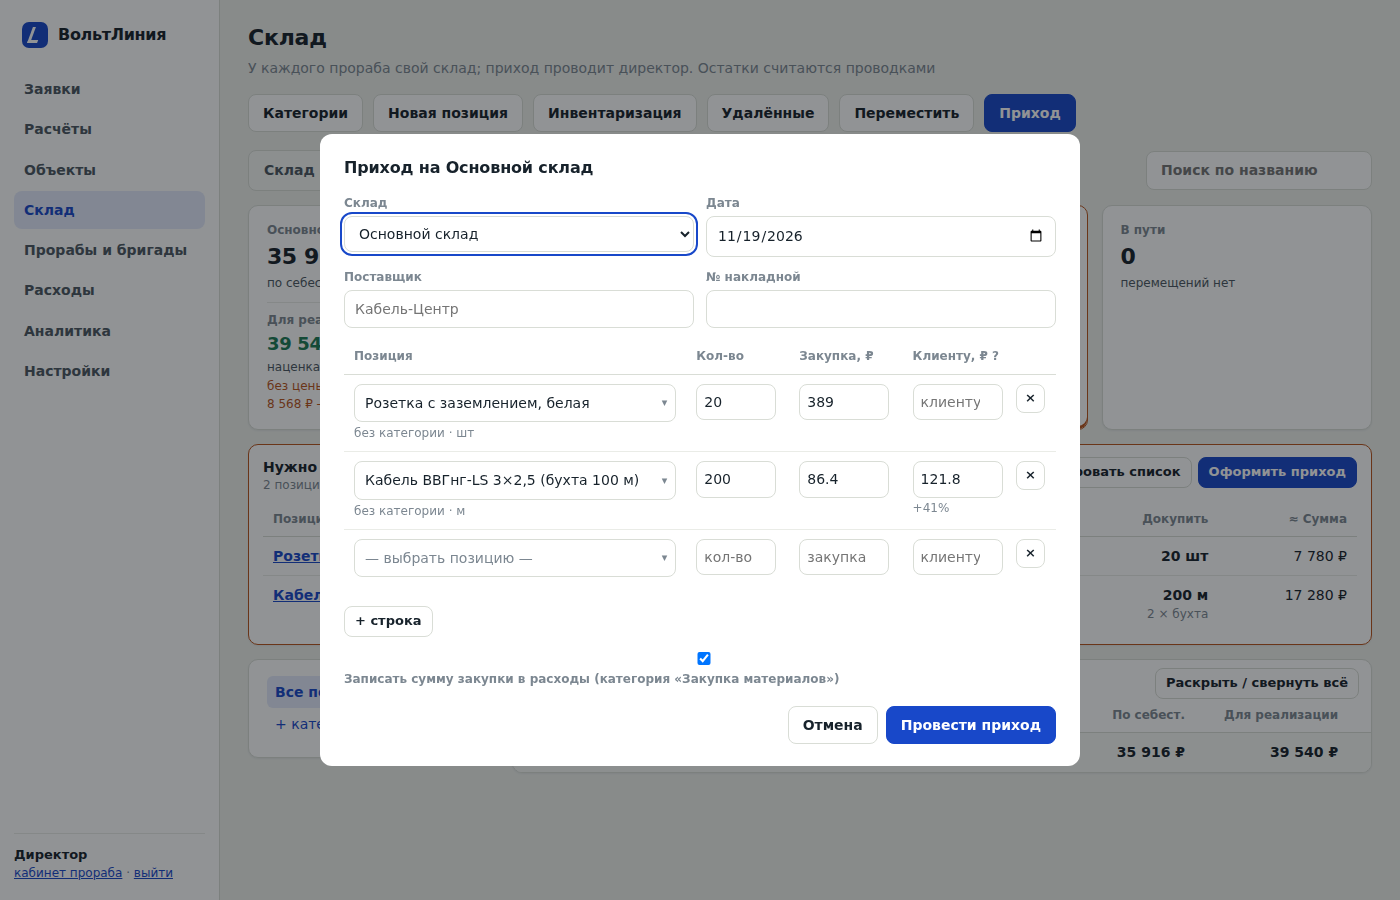 ВольтЛиния
Заявки
Расчёты
Объекты
Склад
Прорабы и бригады
Расходы
Аналитика
Настройки
Директор
кабинет прораба · выйти
Склад
У каждого прораба свой склад; приход проводит директор. Остатки считаются проводками
Категории
Новая позиция
Инвентаризация
Удалённые
Переместить
Приход
Склад
Поиск по названию
35 9
по себес
39 54
наценка
без цень
8 568 ₽
В пути
0
перемещений нет
Нужно
2 позици
список
Оформить приход
Докупить
≈ Сумма
20 шт
7 780 ₽
200 м
17 280 ₽
2 × бухта
Все
+ кате
Раскрыть / свернуть всё
По себест.
Для реализации
35 916 ₽
39 540 ₽
Приход на Основной склад
Склад
Дата
Основной склад
11/19/2026
Поставщик
№ накладной
Кабель-Центр
Позиция
Кол-во
Закупка, ₽
Клиенту, ₽ ?
Розетка с заземлением, белая
20
389
клиенту
×
без категории · шт
Кабель ВВГнг-LS 3×2,5 (бухта 100 м)
200
86.4
121.8
×
без категории · м
+41%
— выбрать позицию —
кол-во
закупка
клиенту
×
+ строка
Записать сумму закупки в расходы (категория «Закупка материалов»)
Отмена
Провести приход